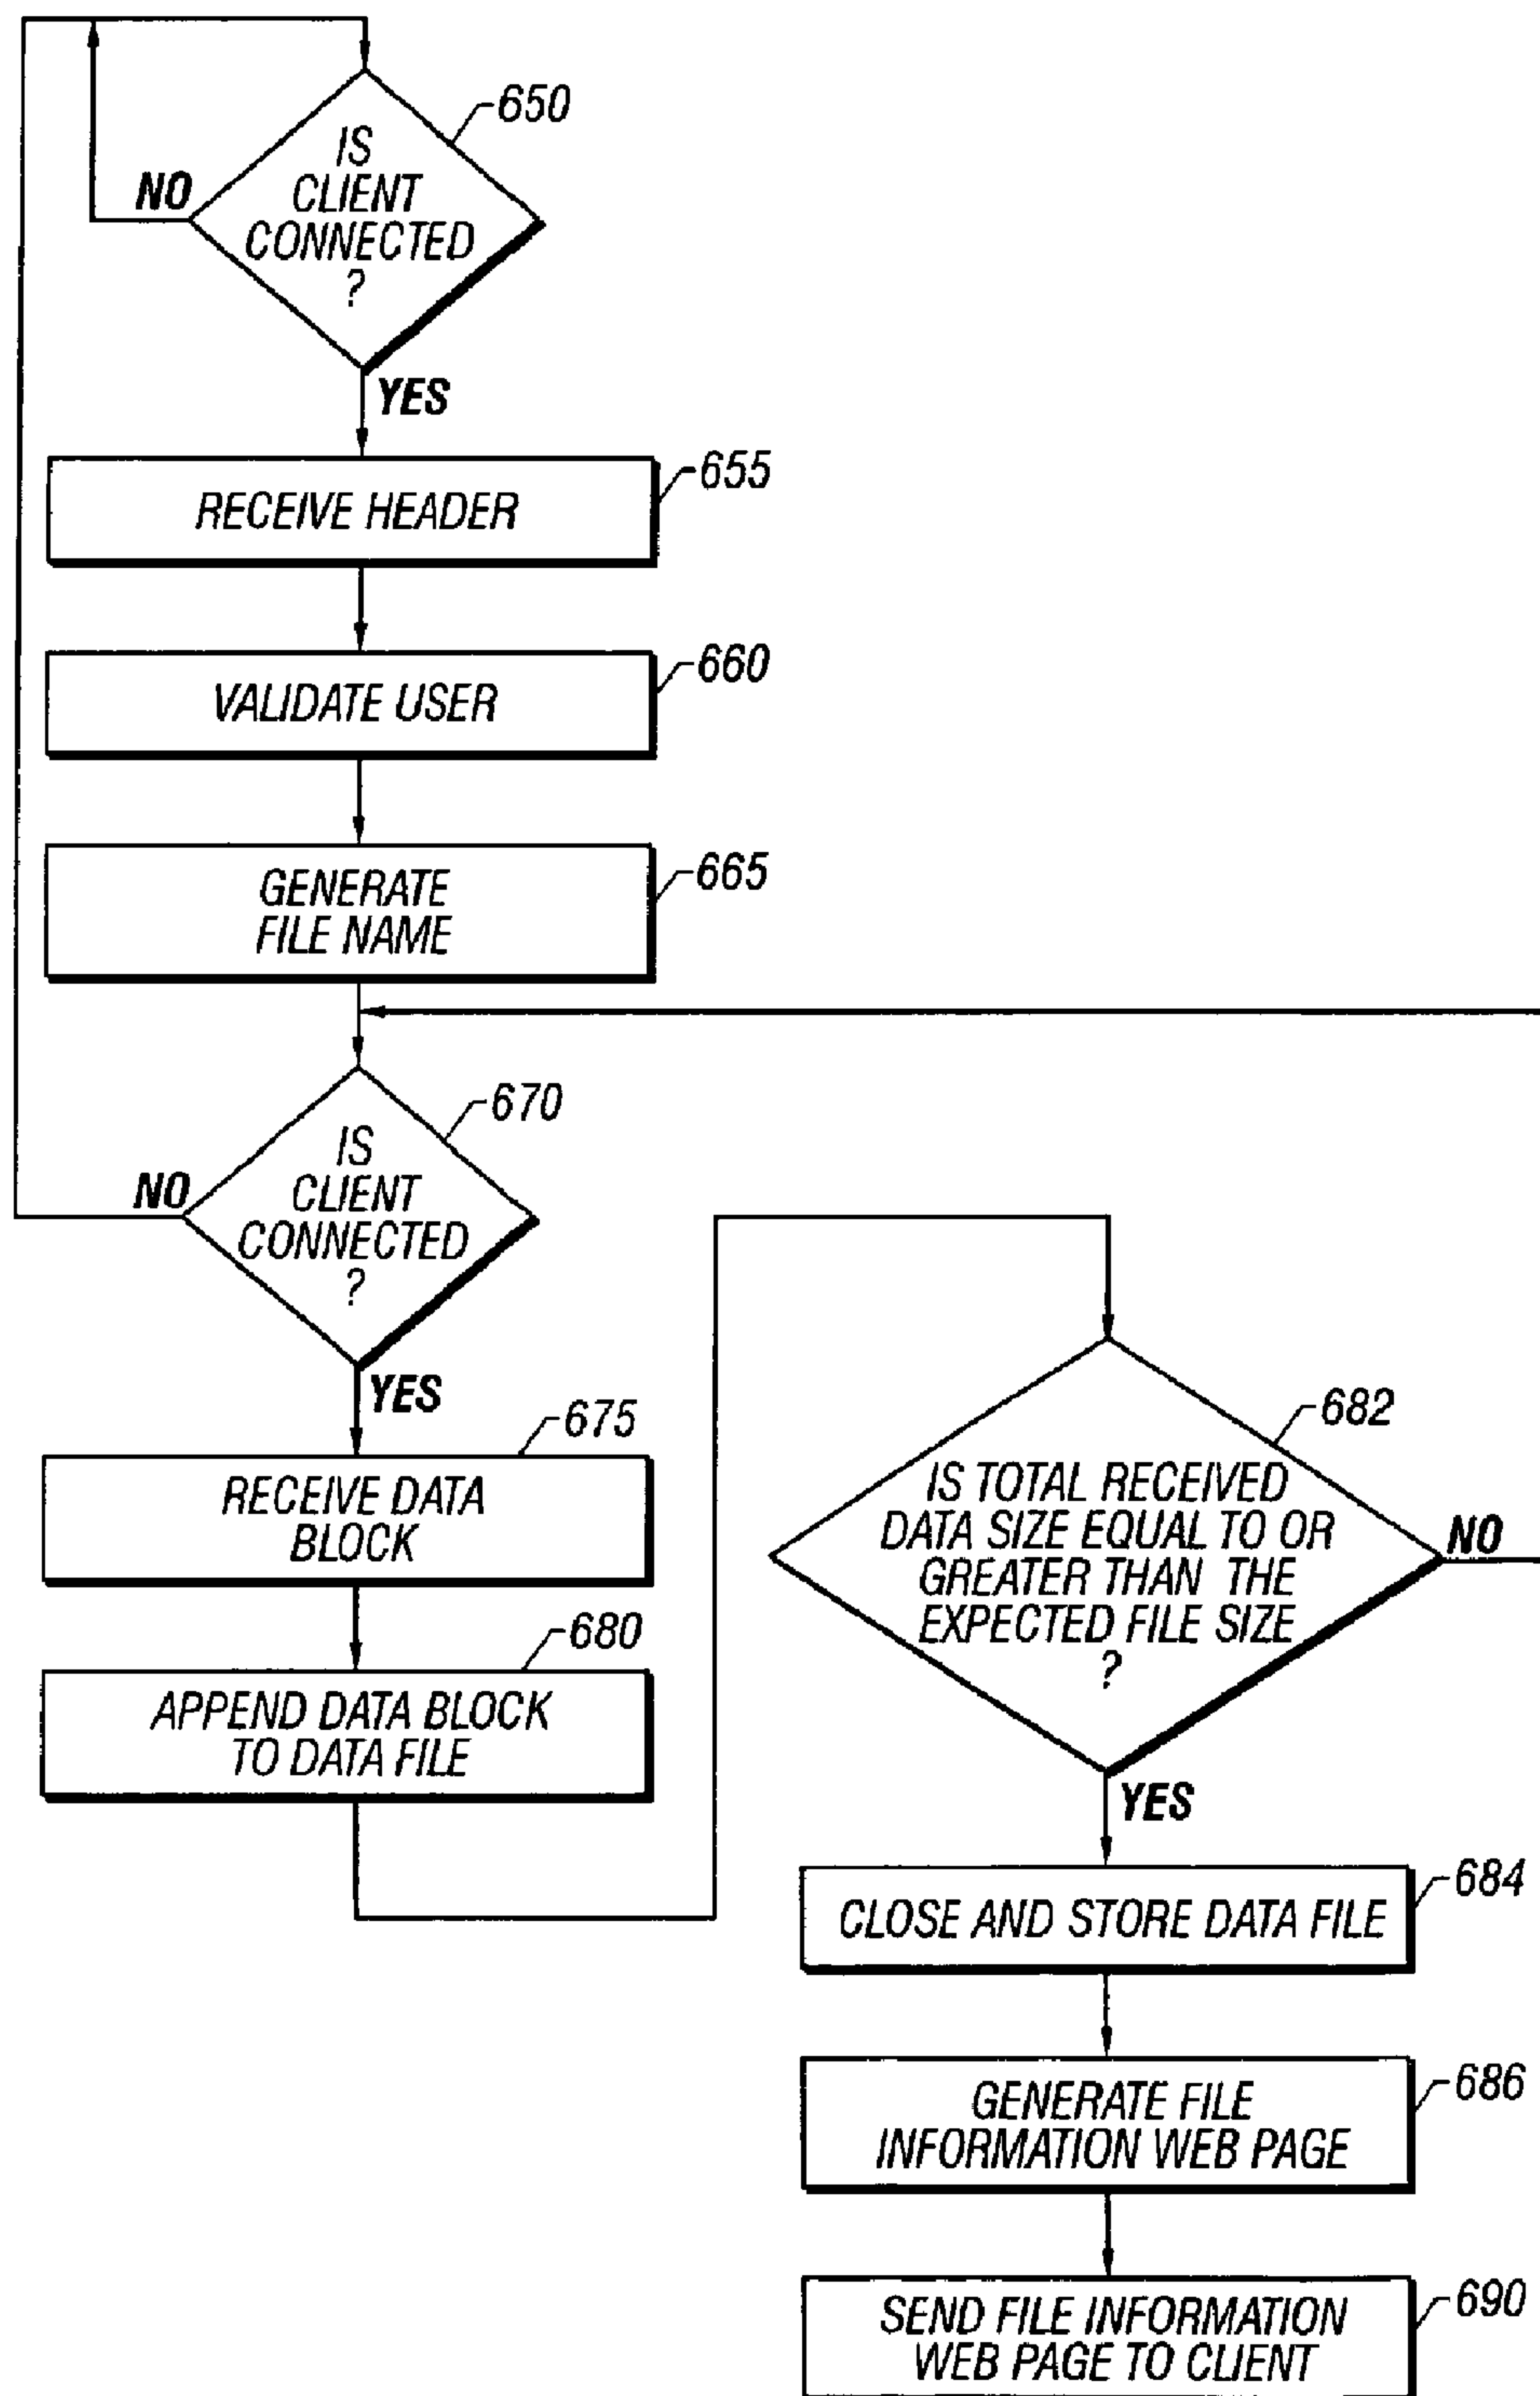 650
IS
CLIENT
CONNECTED
?
NO
YES
655
RECEIVE HEADER
660
VALIDATE USER
665
GENERATE
FILE NAME
670
IS
CLIENT
CONNECTED
?
NO
YES
675
RECEIVE DATA
BLOCK
680
APPEND DATA BLOCK
TO DATA FILE
682
IS TOTAL RECEIVED
DATA SIZE EQUAL TO OR
GREATER THAN THE
EXPECTED FILE SIZE
?
NO
YES
684
CLOSE AND STORE DATA FILE
686
GENERATE FILE
INFORMATION WEB PAGE
690
SEND FILE INFORMATION
WEB PAGE TO CLIENT